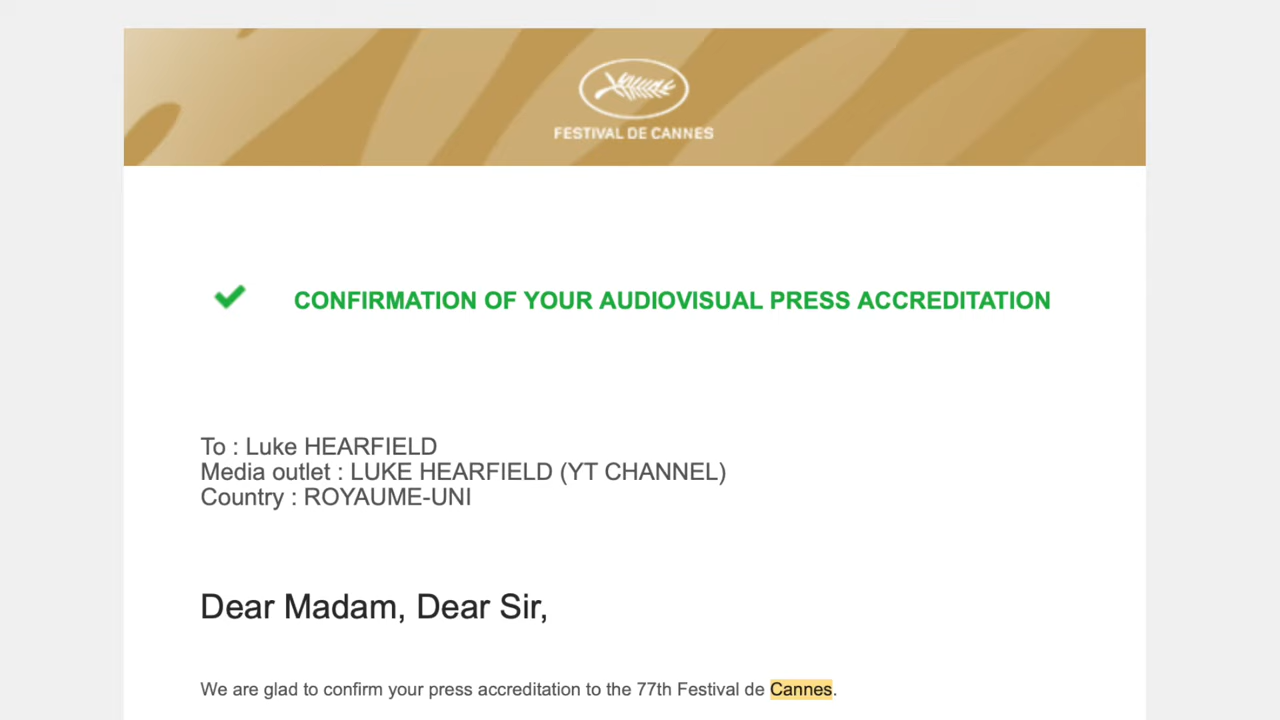 FESTIVAL DE CANNES
CONFIRMATION OF YOUR AUDIOVISUAL PRESS ACCREDITATION
To : Luke HEARFIELD
Media outlet : LUKE HEARFIELD (YT CHANNEL)
Country : ROYAUME-UNI
Dear Madam, Dear Sir,
We are glad to confirm your press accreditation to the 77th Festival de Cannes.